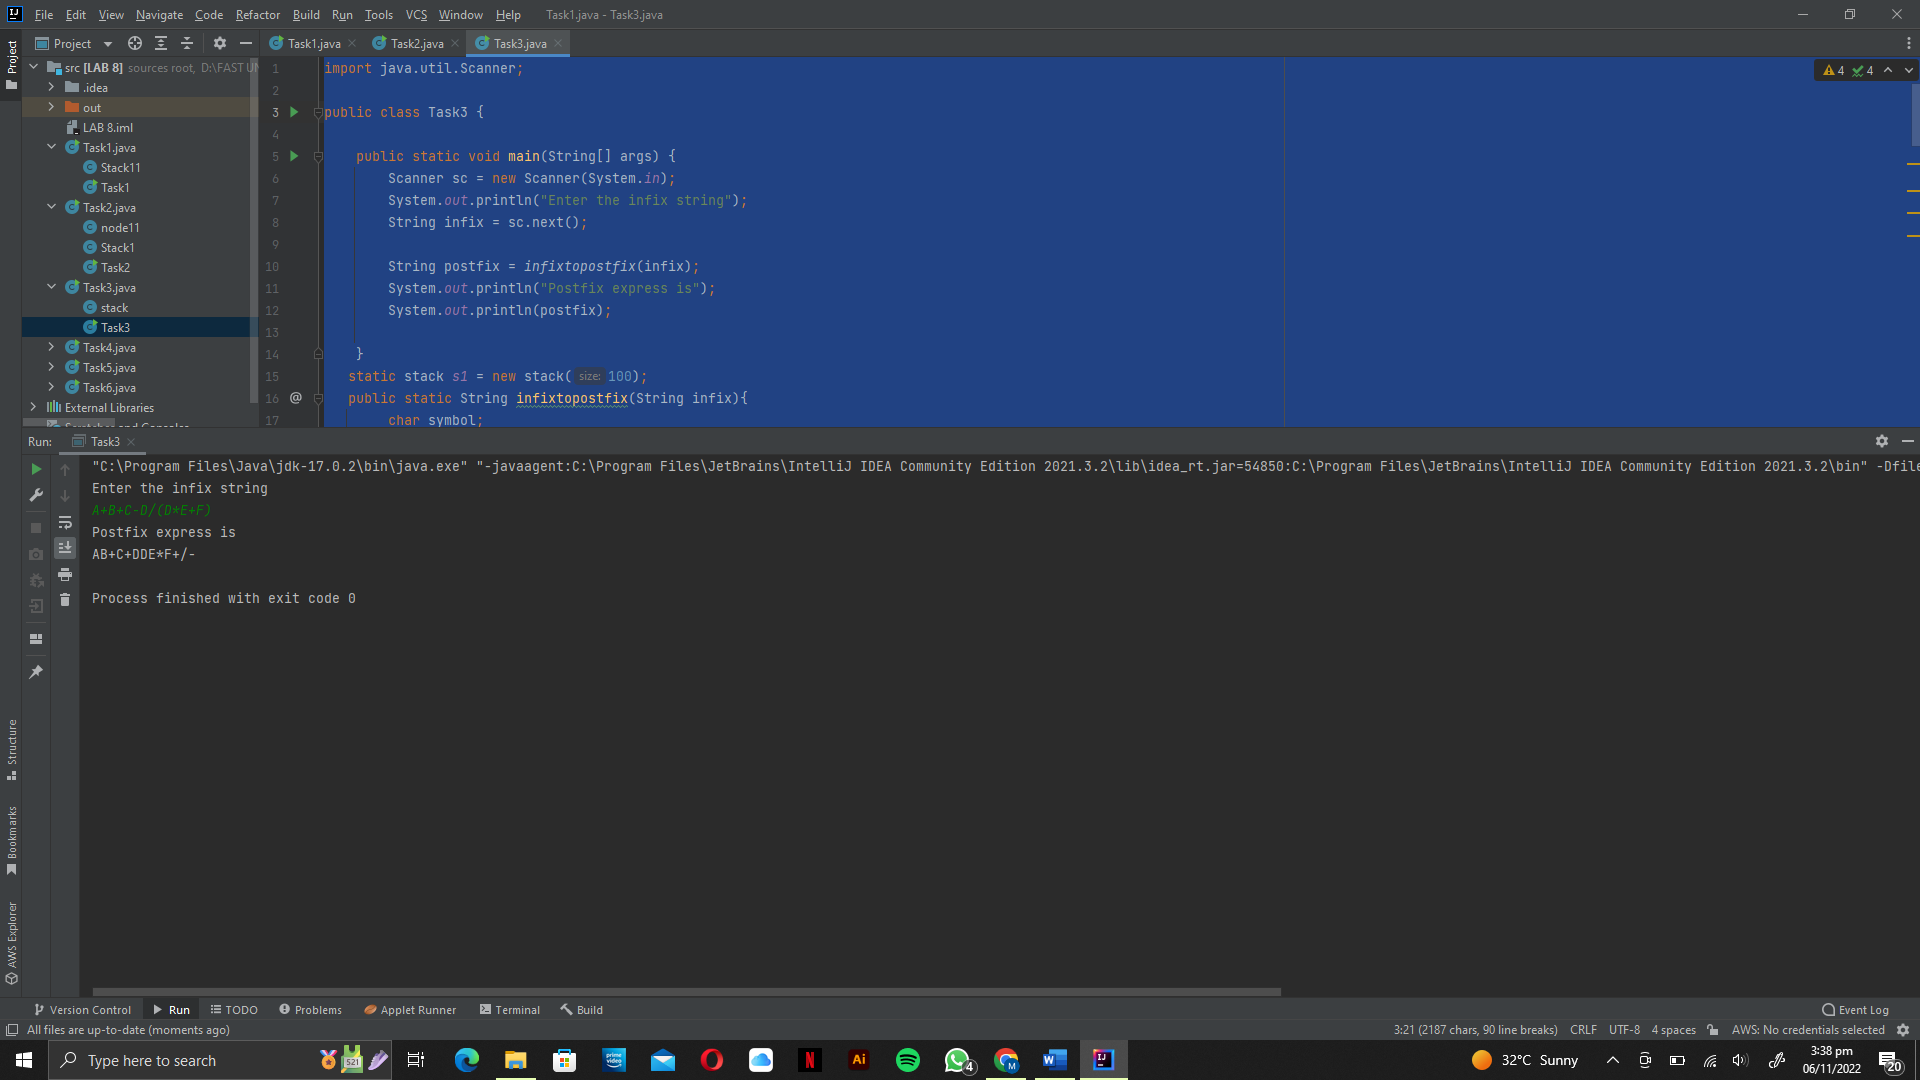 File Edit View Navigate Code Refactor Build Run Tools VCS Window Help Task1.java - Task3.java
Project Task1.java Task2.java Task3.java
Project
src [LAB 8] sources root, D:\FAST UN
.idea
out
LAB 8.iml
Task1.java
Stack11
Task1
Task2.java
node11
Stack1
Task2
Task3.java
stack
Task3
Task4.java
Task5.java
Task6.java
External Libraries
Scratches and Consoles
4 4
1 import java.util.Scanner;
2
3 public class Task3 {
4
5 public static void main(String[] args) {
6 Scanner sc = new Scanner(System.in);
7 System.out.println("Enter the infix string");
8 String infix = sc.next();
9
10 String postfix = infixtopostfix(infix);
11 System.out.println("Postfix express is");
12 System.out.println(postfix);
13
14 }
15 static stack s1 = new stack( size: 100);
16 @ public static String infixtopostfix(String infix){
17 char symbol;
Run: Task3
"C:\Program Files\Java\jdk-17.0.2\bin\java.exe" "-javaagent:C:\Program Files\JetBrains\IntelliJ IDEA Community Edition 2021.3.2\lib\idea_rt.jar=54850:C:\Program Files\JetBrains\IntelliJ IDEA Community Edition 2021.3.2\bin" -Dfile
Enter the infix string
A+B+C-D/(D*E+F)
Postfix express is
AB+C+DDE*F+/-
Process finished with exit code 0
Structure
Bookmarks
AWS Explorer
Version Control Run TODO Problems Applet Runner Terminal Build Event Log
All files are up-to-date (moments ago) 3:21 (2187 chars, 90 line breaks) CRLF UTF-8 4 spaces AWS: No credentials selected
Type here to search
S21
prime video
N
Ai
4
M
W
IJ
32°C Sunny
3:38 pm
06/11/2022
20